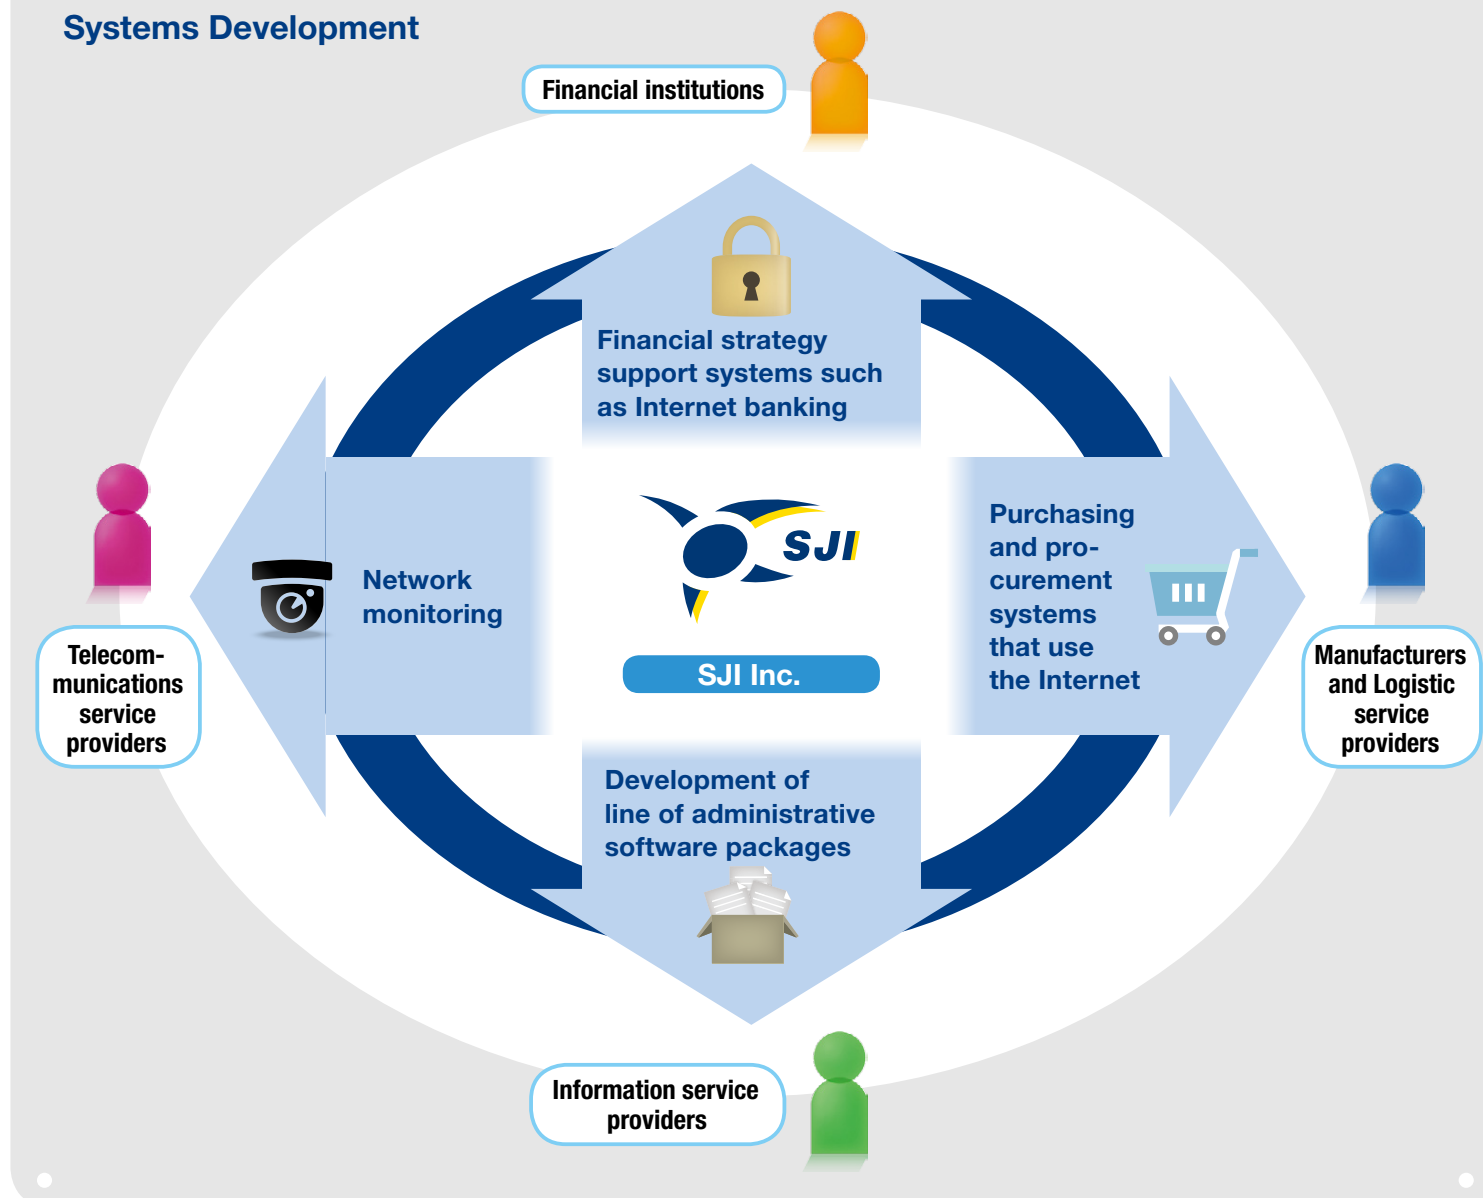 Systems Development
Financial institutions
Financial strategy
support systems such
as Internet banking
Network
monitoring
SJI
SJI Inc.
Purchasing
and pro-
curement
systems
that use
the Internet
Telecom-
munications
service
providers
Manufacturers
and Logistic
service
providers
Development of
line of administrative
software packages
Information service
providers